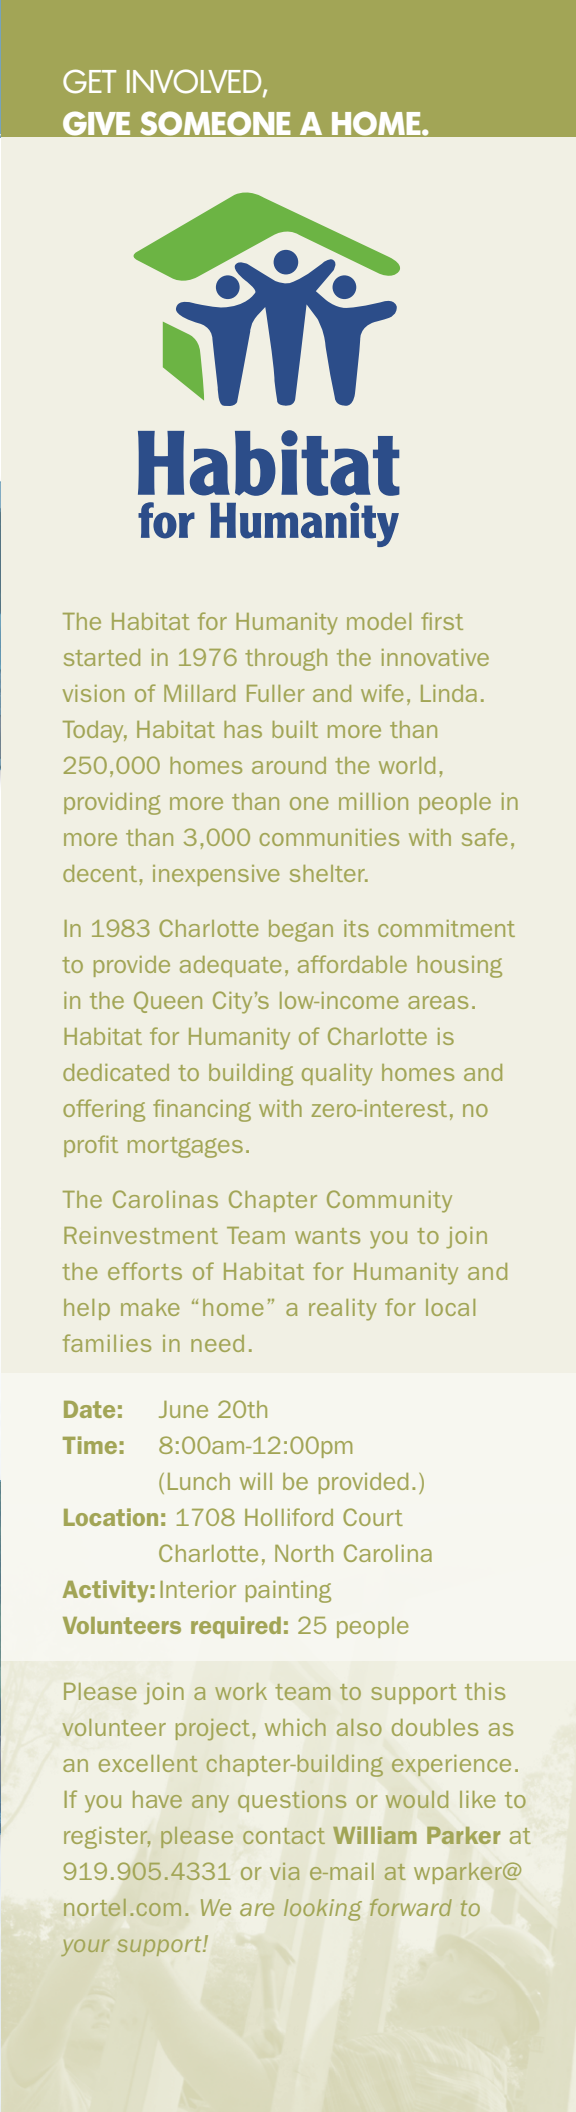 GET INVOLVED,
GIVE SOMEONE A HOME.
Habitat
for Humanity
The Habitat for Humanity model first
started in 1976 through the innovative
vision of Millard Fuller and wife, Linda.
Today, Habitat has built more than
250,000 homes around the world,
providing more than one million people in
more than 3,000 communities with safe,
decent, inexpensive shelter.
In 1983 Charlotte began its commitment
to provide adequate, affordable housing
in the Queen City’s low-income areas.
Habitat for Humanity of Charlotte is
dedicated to building quality homes and
offering financing with zero-interest, no
profit mortgages.
The Carolinas Chapter Community
Reinvestment Team wants you to join
the efforts of Habitat for Humanity and
help make “home” a reality for local
families in need.
Date: June 20th
Time: 8:00am-12:00pm
(Lunch will be provided.)
Location: 1708 Holliford Court
Charlotte, North Carolina
Activity: Interior painting
Volunteers required: 25 people
Please join a work team to support this
volunteer project, which also doubles as
an excellent chapter-building experience.
If you have any questions or would like to
register, please contact William Parker at
919.905.4331 or via e-mail at wparker@
nortel.com. We are looking forward to
your support!